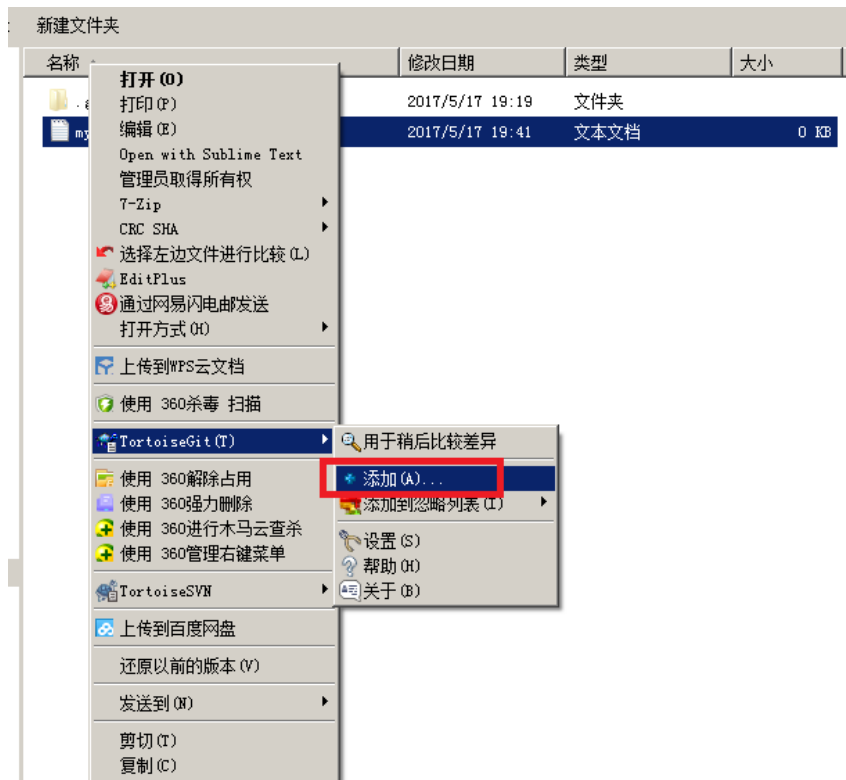 新建文件夹
名称 修改日期 类型 大小
2017/5/17 19:19 文件夹
my 2017/5/17 19:41 文本文档 0 KB
打开(O)
打印(P)
编辑(E)
Open with Sublime Text
管理员取得所有权
7-Zip
CRC SHA
选择左边文件进行比较(L)
EditPlus
通过网易闪电邮发送
打开方式(H)
上传到WPS云文档
使用 360杀毒 扫描
TortoiseGit(T)
使用 360解除占用
使用 360强力删除
使用 360进行木马云查杀
使用 360管理右键菜单
TortoiseSVN
上传到百度网盘
还原以前的版本(V)
发送到(N)
剪切(T)
复制(C)
用于稍后比较差异
添加(A)...
添加到忽略列表(I)
设置(S)
帮助(H)
关于(B)